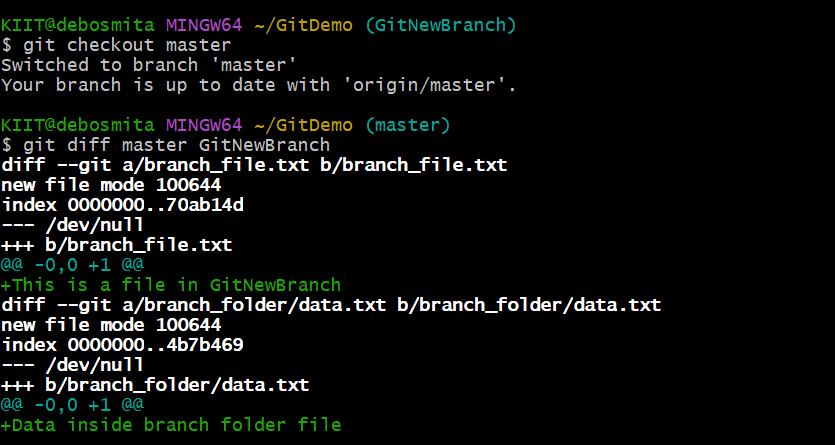 KIIT@debosmita MINGW64 ~/GitDemo (GitNewBranch)
$ git checkout master
Switched to branch 'master'
Your branch is up to date with 'origin/master'.
KIIT@debosmita MINGW64 ~/GitDemo (master)
$ git diff master GitNewBranch
diff --git a/branch_file.txt b/branch_file.txt
new file mode 100644
index 0000000..70ab14d
--- /dev/null
+++ b/branch_file.txt
@@ -0,0 +1 @@
+This is a file in GitNewBranch
diff --git a/branch_folder/data.txt b/branch_folder/data.txt
new file mode 100644
index 0000000..4b7b469
--- /dev/null
+++ b/branch_folder/data.txt
@@ -0,0 +1 @@
+Data inside branch folder file